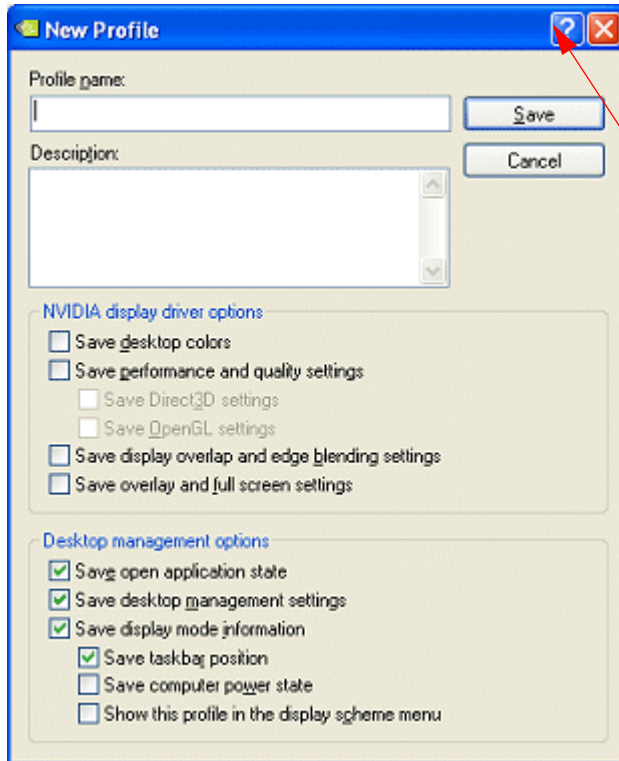 New Profile
?
Profile name:
Save
Description:
Cancel
NVIDIA display driver options
Save desktop colors
Save performance and quality settings
Save Direct3D settings
Save OpenGL settings
Save display overlap and edge blending settings
Save overlay and full screen settings
Desktop management options
Save open application state
Save desktop management settings
Save display mode information
Save taskbar position
Save computer power state
Show this profile in the display scheme menu